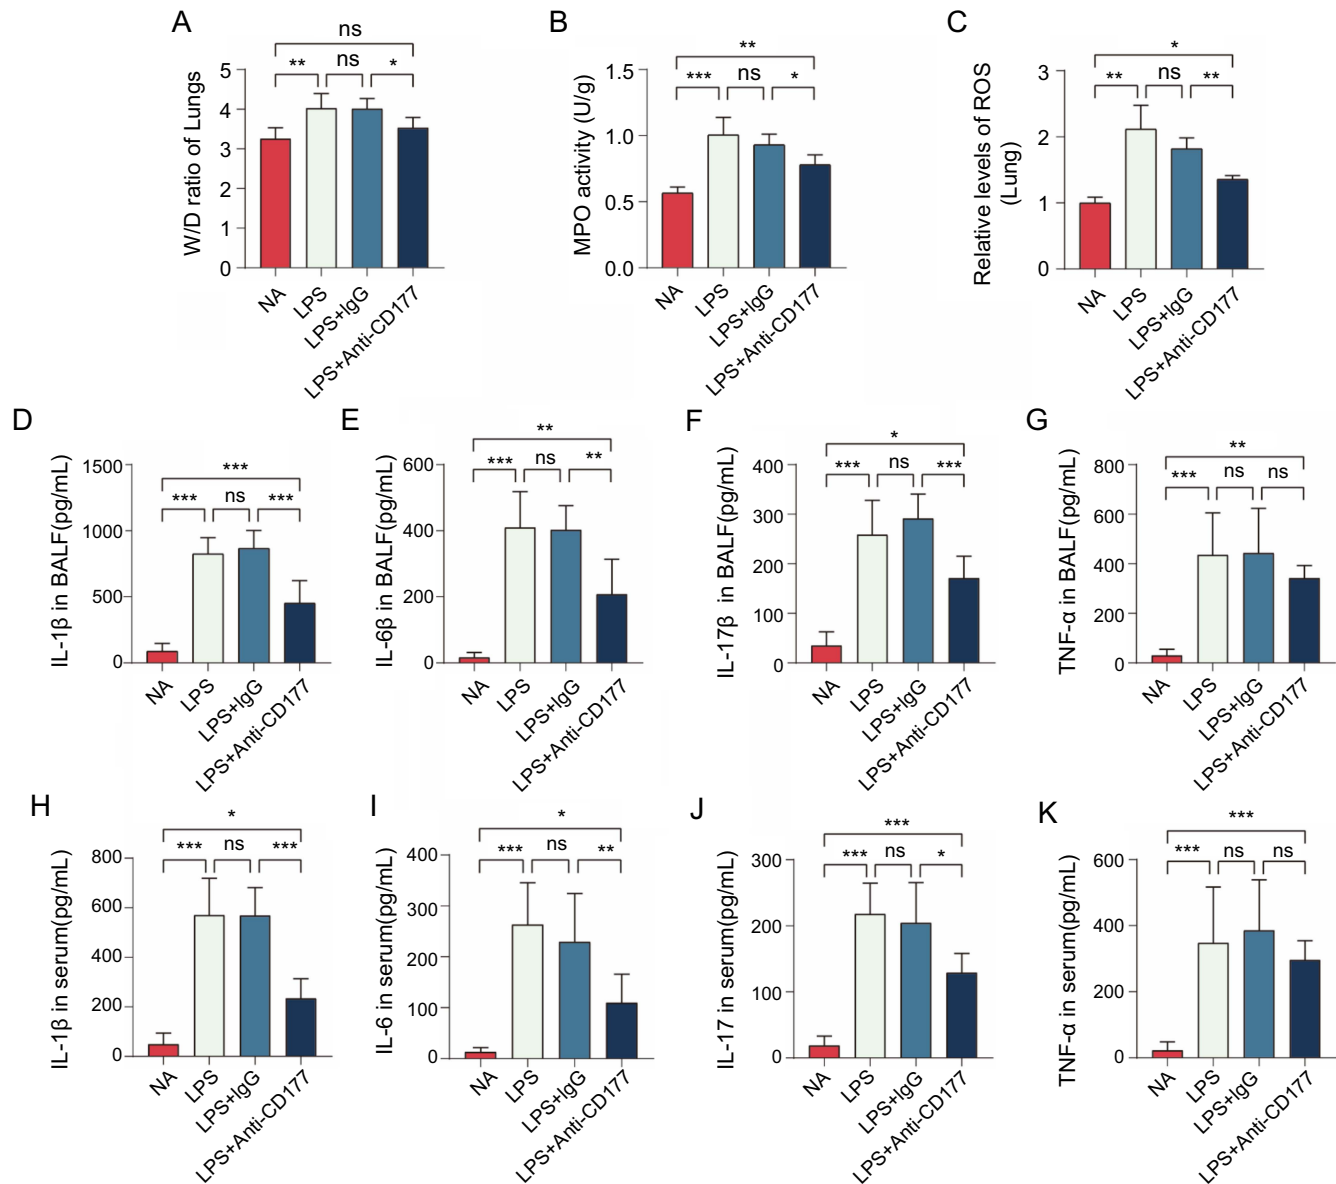 A
ns
** ns *
W/D ratio of Lungs
5
4
3
2
1
0
NA
LPS
LPS+IgG
LPS+Anti-CD177
B
**
*** ns *
MPO activity (U/g)
1.5
1.0
0.5
0.0
NA
LPS
LPS+IgG
LPS+Anti-CD177
C
*
** ns **
Relative levels of ROS
(Lung)
3
2
1
0
NA
LPS
LPS+IgG
LPS+Anti-CD177
D
***
*** ns ***
IL-1β in BALF(pg/mL)
1500
1000
500
0
NA
LPS
LPS+IgG
LPS+Anti-CD177
E
**
*** ns **
IL-6β in BALF(pg/mL)
600
400
200
0
NA
LPS
LPS+IgG
LPS+Anti-CD177
F
*
*** ns ***
IL-17β in BALF(pg/mL)
400
300
200
100
0
NA
LPS
LPS+IgG
LPS+Anti-CD177
G
**
*** ns ns
TNF-α in BALF(pg/mL)
800
600
400
200
0
NA
LPS
LPS+IgG
LPS+Anti-CD177
H
*
*** ns ***
IL-1β in serum(pg/mL)
800
600
400
200
0
NA
LPS
LPS+IgG
LPS+Anti-CD177
I
*
*** ns **
IL-6 in serum(pg/mL)
400
300
200
100
0
NA
LPS
LPS+IgG
LPS+Anti-CD177
J
***
*** ns *
IL-17 in serum(pg/mL)
300
200
100
0
NA
LPS
LPS+IgG
LPS+Anti-CD177
K
***
*** ns ns
TNF-α in serum(pg/mL)
600
400
200
0
NA
LPS
LPS+IgG
LPS+Anti-CD177